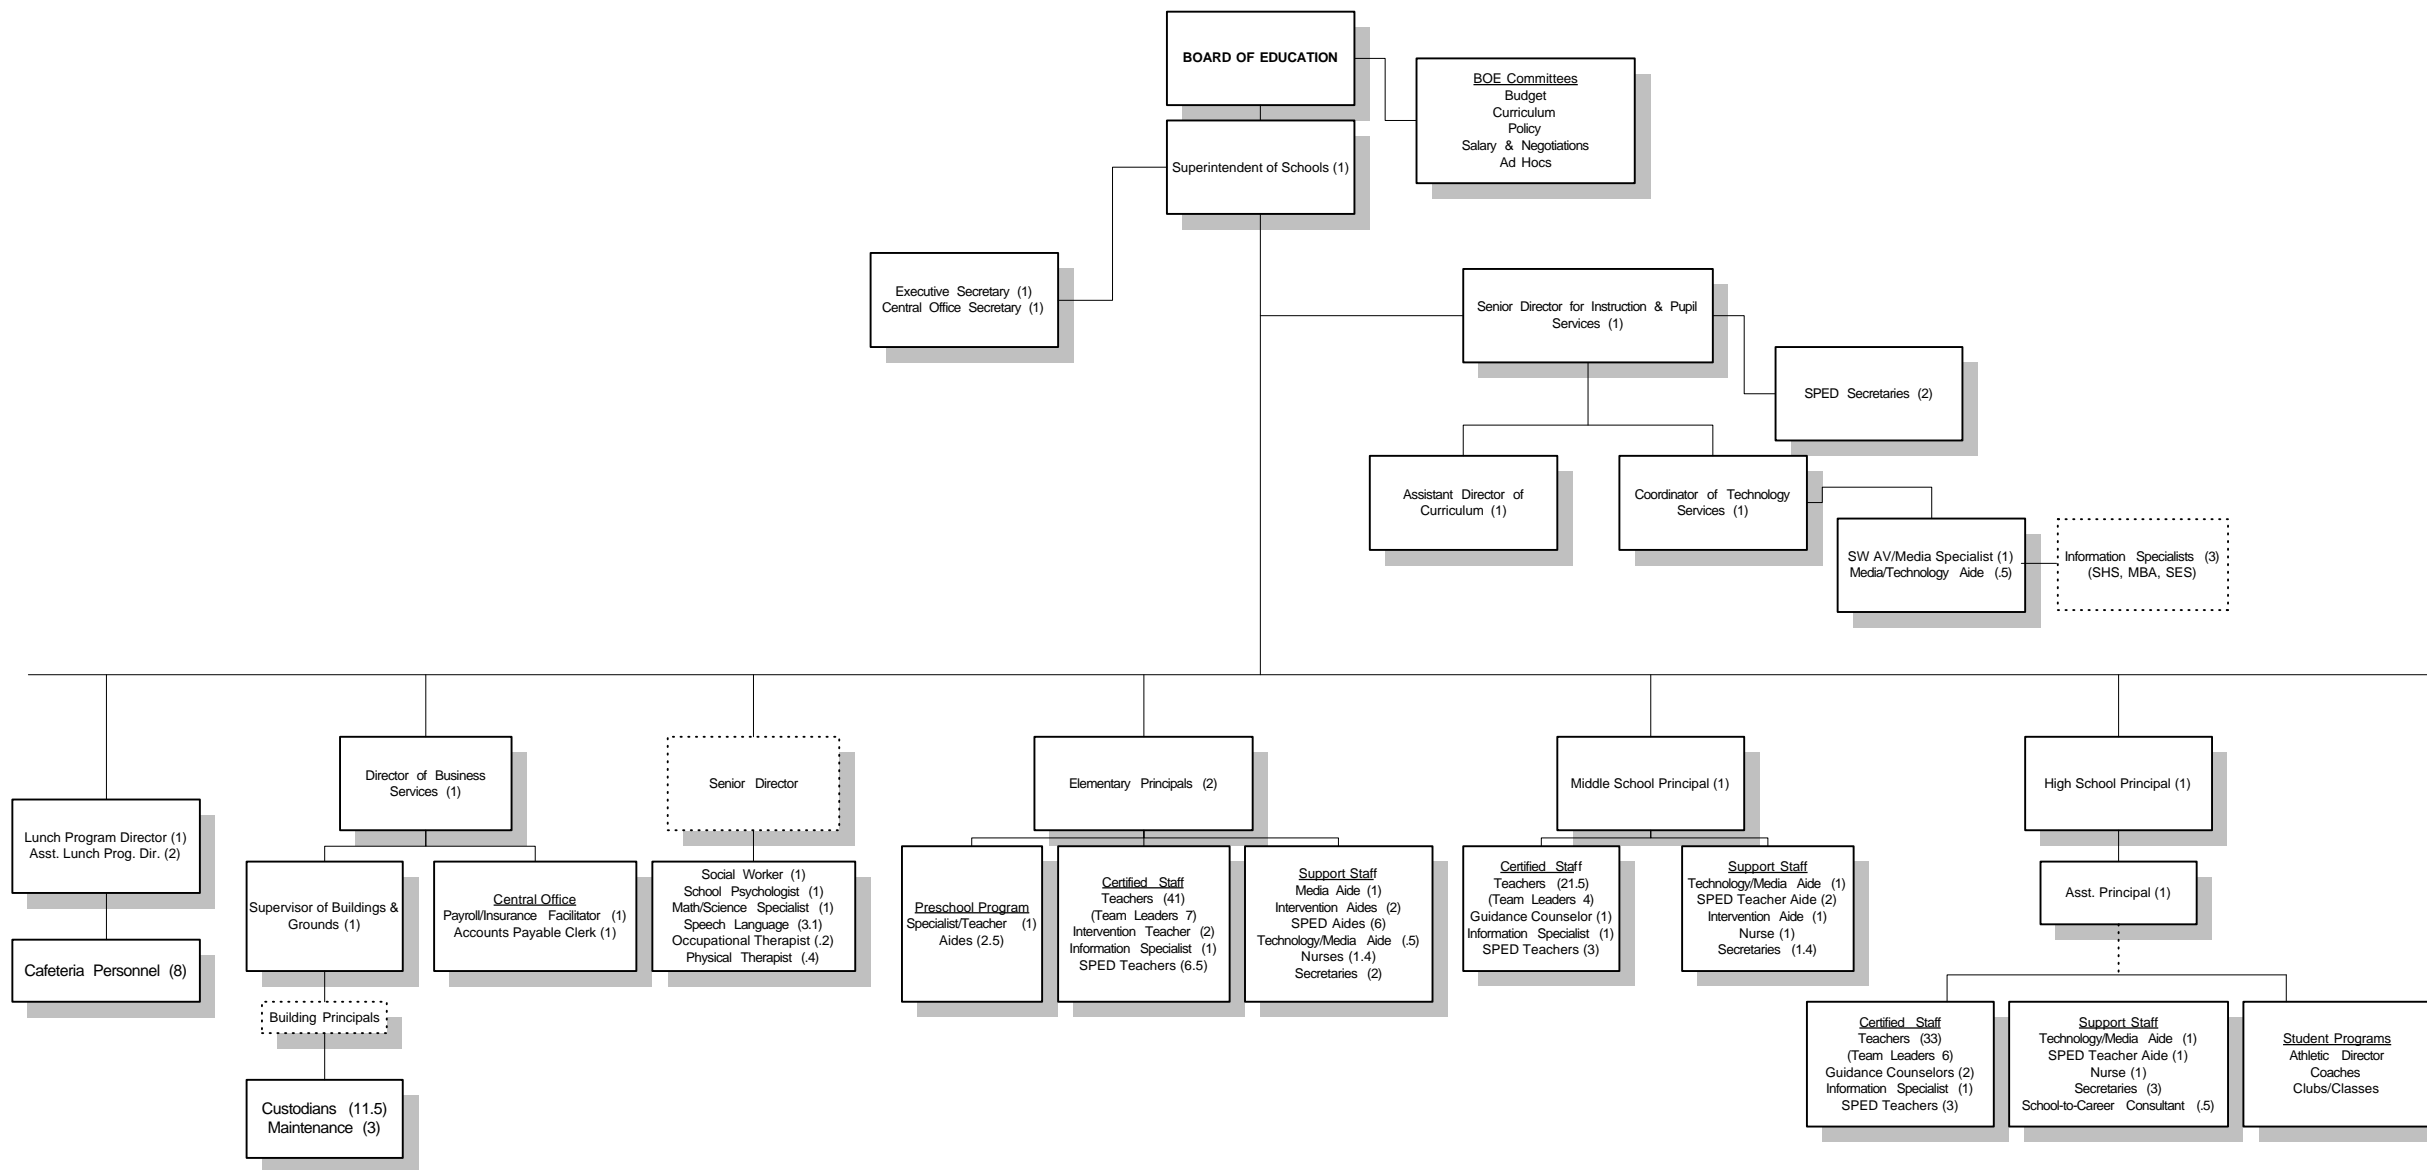 BOARD OF EDUCATION
BOE Committees
Budget
Curriculum
Policy
Salary & Negotiations
Ad Hocs
Superintendent of Schools (1)
Executive Secretary (1)
Central Office Secretary (1)
Senior Director for Instruction & Pupil
Services (1)
SPED Secretaries (2)
Assistant Director of
Curriculum (1)
Coordinator of Technology
Services (1)
SW AV/Media Specialist (1)
Media/Technology Aide (.5)
Information Specialists (3)
(SHS, MBA, SES)
Lunch Program Director (1)
Asst. Lunch Prog. Dir. (2)
Cafeteria Personnel (8)
Director of Business
Services (1)
Supervisor of Buildings &
Grounds (1)
Building Principals
Custodians (11.5)
Maintenance (3)
Central Office
Payroll/Insurance Facilitator (1)
Accounts Payable Clerk (1)
Senior Director
Social Worker (1)
School Psychologist (1)
Math/Science Specialist (1)
Speech Language (3.1)
Occupational Therapist (.2)
Physical Therapist (.4)
Elementary Principals (2)
Preschool Program
Specialist/Teacher (1)
Aides (2.5)
Certified Staff
Teachers (41)
(Team Leaders 7)
Intervention Teacher (2)
Information Specialist (1)
SPED Teachers (6.5)
Support Staff
Media Aide (1)
Intervention Aides (2)
SPED Aides (6)
Technology/Media Aide (.5)
Nurses (1.4)
Secretaries (2)
Middle School Principal (1)
Certified Staff
Teachers (21.5)
(Team Leaders 4)
Guidance Counselor (1)
Information Specialist (1)
SPED Teachers (3)
Support Staff
Technology/Media Aide (1)
SPED Teacher Aide (2)
Intervention Aide (1)
Nurse (1)
Secretaries (1.4)
High School Principal (1)
Asst. Principal (1)
Certified Staff
Teachers (33)
(Team Leaders 6)
Guidance Counselors (2)
Information Specialist (1)
SPED Teachers (3)
Support Staff
Technology/Media Aide (1)
SPED Teacher Aide (1)
Nurse (1)
Secretaries (3)
School-to-Career Consultant (.5)
Student Programs
Athletic Director
Coaches
Clubs/Classes